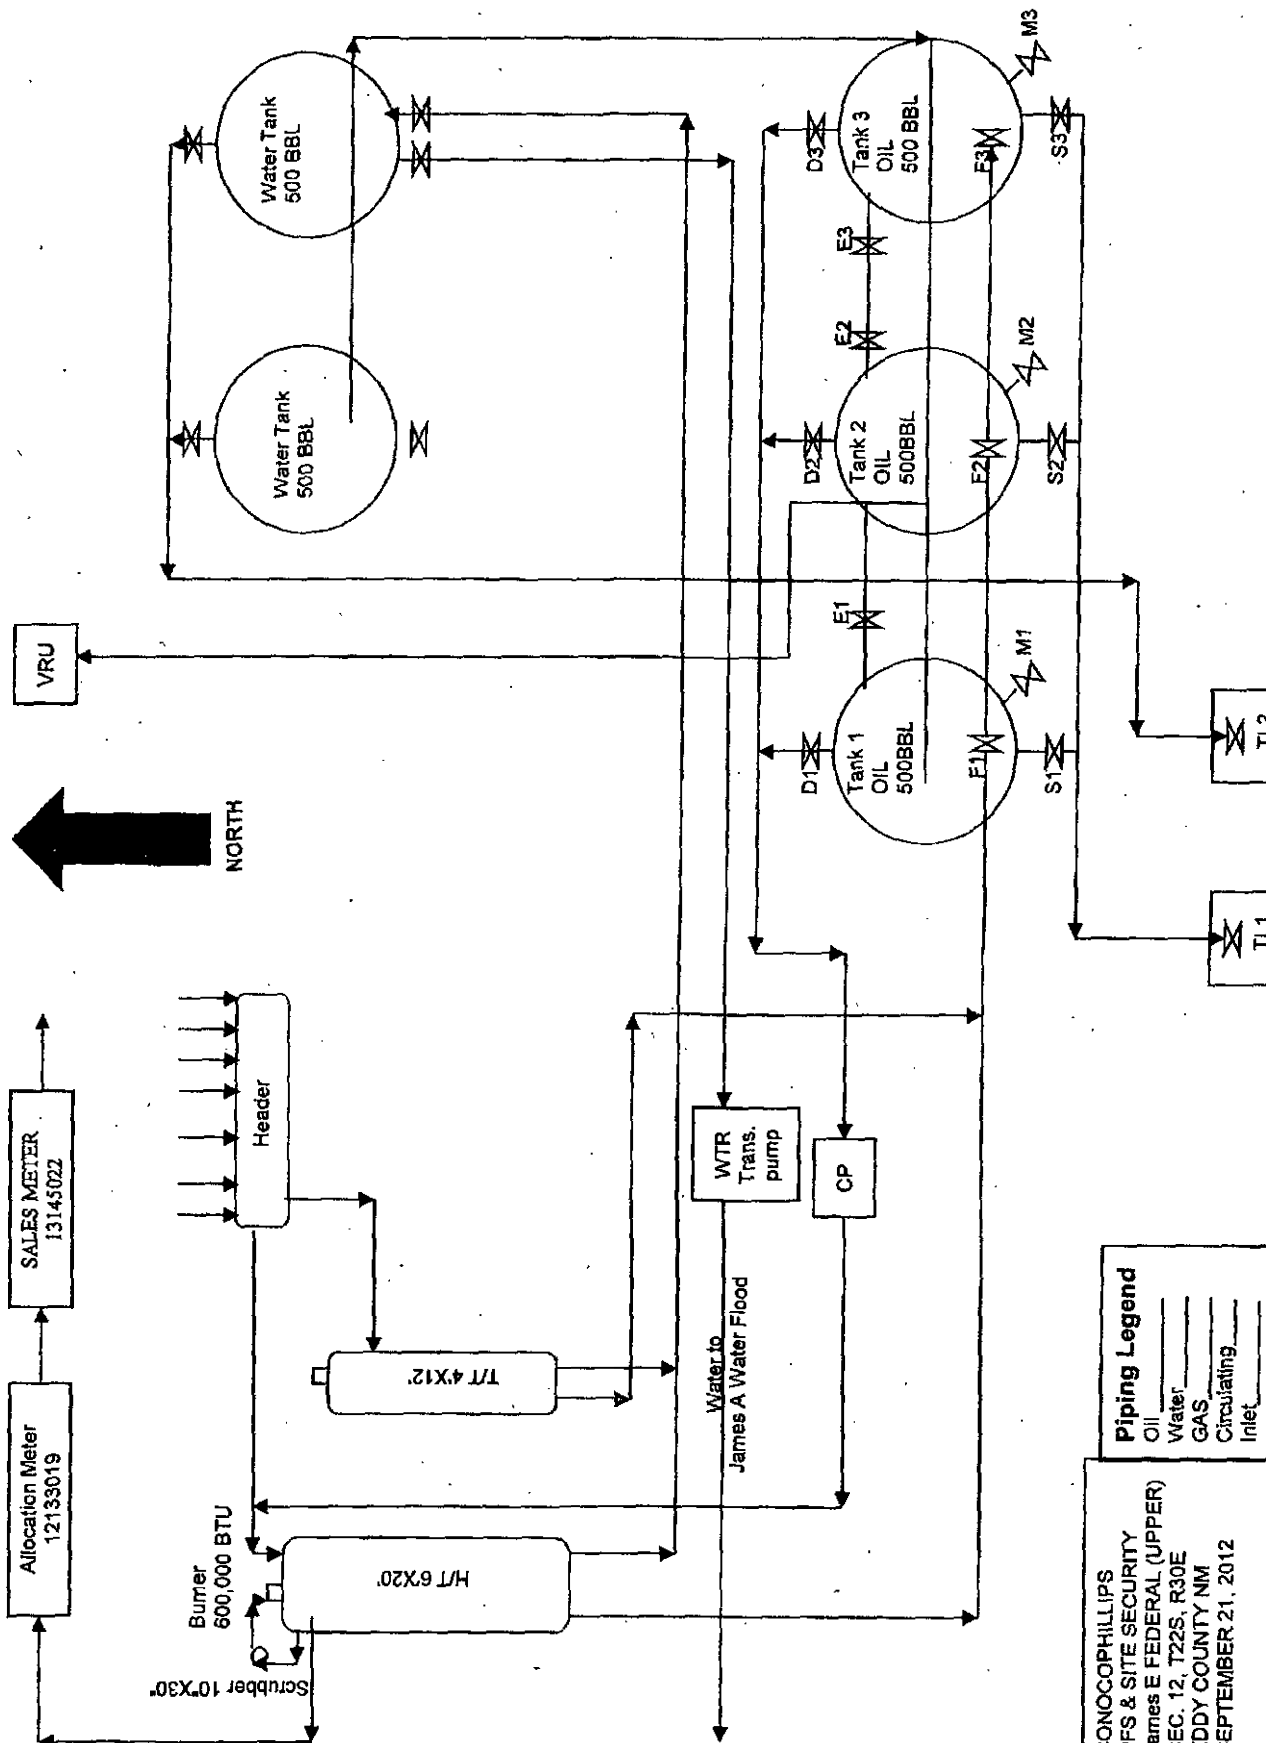 Allocation Meter
12133019
SALES METER
13145022
NORTH
VRU
Water Tank
500 BBL
Water Tank
500 BBL
Header
Burner
600,000 BTU
Scrubber 10"X30"
H/T 6'X20'
T/T 4'X12'
Water to
James A Water Flood
WTR
Trans.
pump
CP
D1
Tank 1
OIL
500BBL
E1
F1
M1
S1
D2
Tank 2
OIL
500BBL
E2
F2
M2
S2
D3
Tank 3
OIL
500 BBL
E3
F3
M3
S3
TL1
TL2
Piping Legend
Oil
Water
GAS
Circulating
Inlet
ONOCOPHILLIPS
FS & SITE SECURITY
ames E FEDERAL (UPPER)
EC. 12, T22S, R30E
DDY COUNTY NM
EPTEMBER 21, 2012